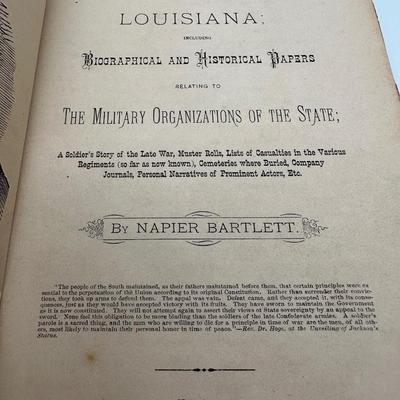 LOUISIANA;
INCLUDING
BIOGRAPHICAL AND HISTORICAL PAPERS
RELATING TO
THE MILITARY ORGANIZATIONS OF THE STATE;
A Soldier's Story of the Late War, Muster Rolls, Lists of Casualties in the Various
Regiments (so far as now known), Cemeteries where Buried, Company
Journals, Personal Narratives of Prominent Actors, Etc.
BY NAPIER BARTLETT.
"The people of the South maintained, as their fathers maintained before them, that certain principles were es-
sential to the perpetuation of the Union according to its original Constitution. Rather than surrender their convic-
tions, they took up arms to defend them. The appeal was vain. Defeat came, and they accepted it, with its conse-
quences, just as they would have accepted victory with its fruits. They have sworn to maintain the Government
as it is now constituted. They will not attempt again to assert their views of State sovereignty by an appeal to the
sword. None feel this obligation to be more binding than the soldiers of the late Confederate armies. A soldier's
parole is a sacred thing, and the men who are willing to die for a principle in time of war are the men, of all oth-
ers, most likely to maintain their personal honor in time of peace."—Rev. Dr. Hoge, at the Unveiling of Jackson's
Statue.